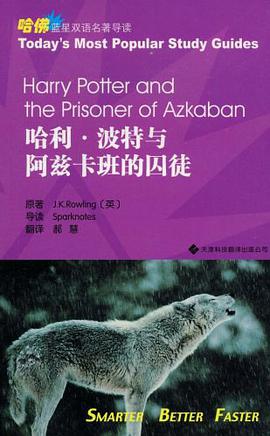 哈佛蓝星双语名著导读
Today's Most Popular Study Guides
Harry Potter and
the Prisoner of Azkaban
哈利·波特与
阿兹卡班的囚徒
原著 J.K.Rowling〔英〕
导读 Sparknotes
翻译 郝 慧
天津科技翻译出版公司
SMARTER BETTER FASTER